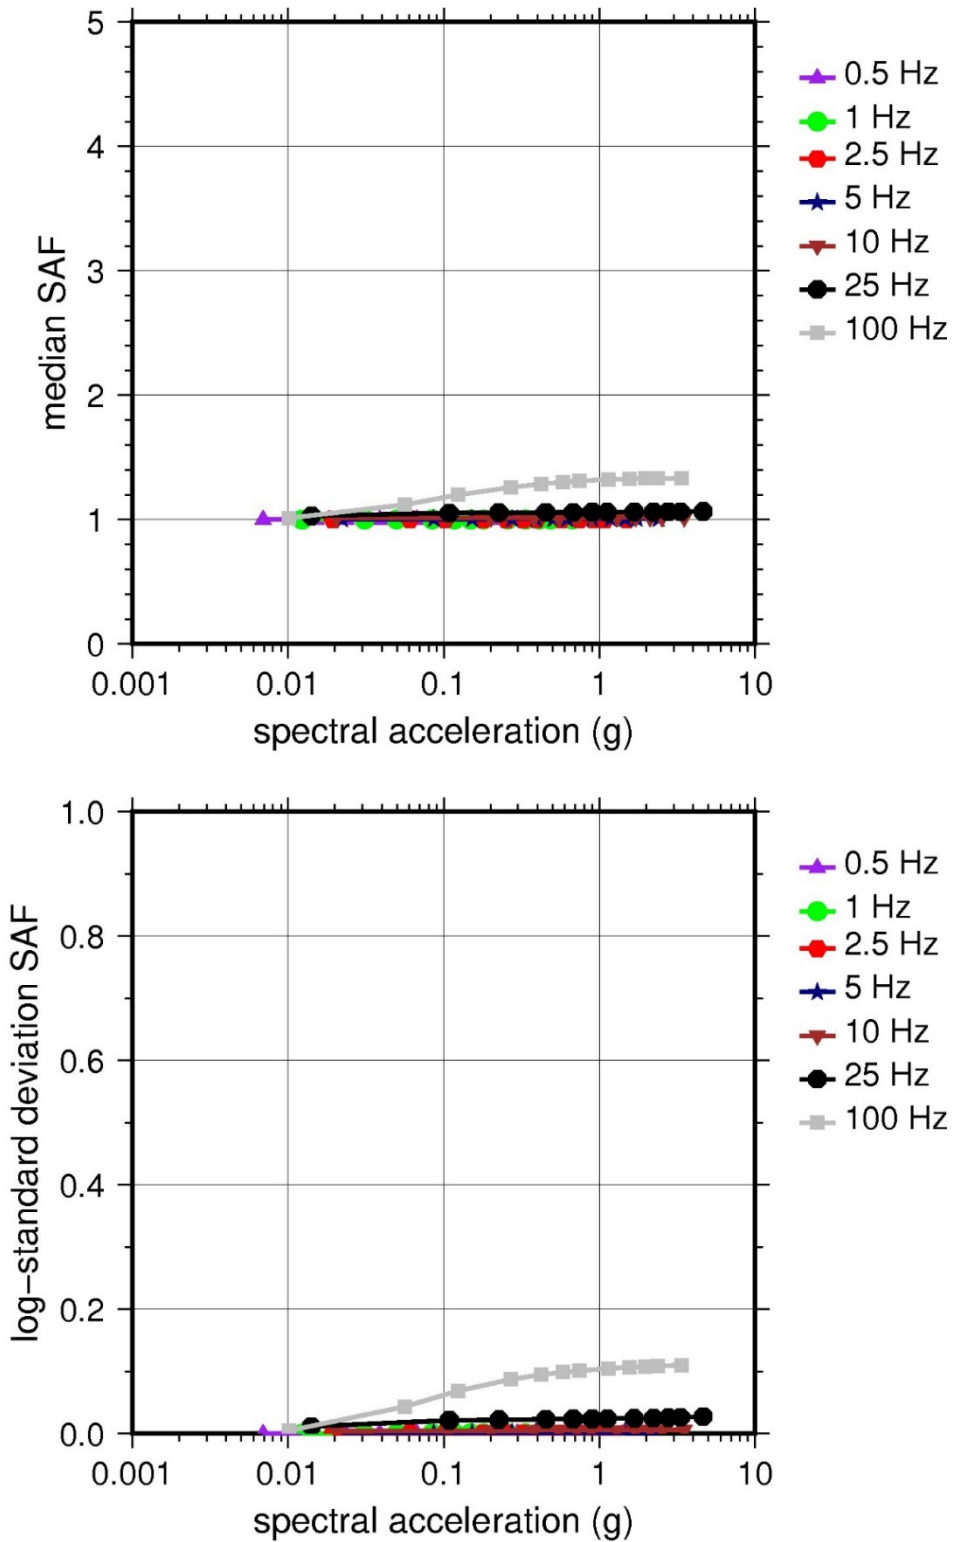 5
4
3
2
1
0
median SAF
0.001 0.01 0.1 1 10
spectral acceleration (g)
0.5 Hz
1 Hz
2.5 Hz
5 Hz
10 Hz
25 Hz
100 Hz
1.0
0.8
0.6
0.4
0.2
0.0
log−standard deviation SAF
0.001 0.01 0.1 1 10
spectral acceleration (g)
0.5 Hz
1 Hz
2.5 Hz
5 Hz
10 Hz
25 Hz
100 Hz